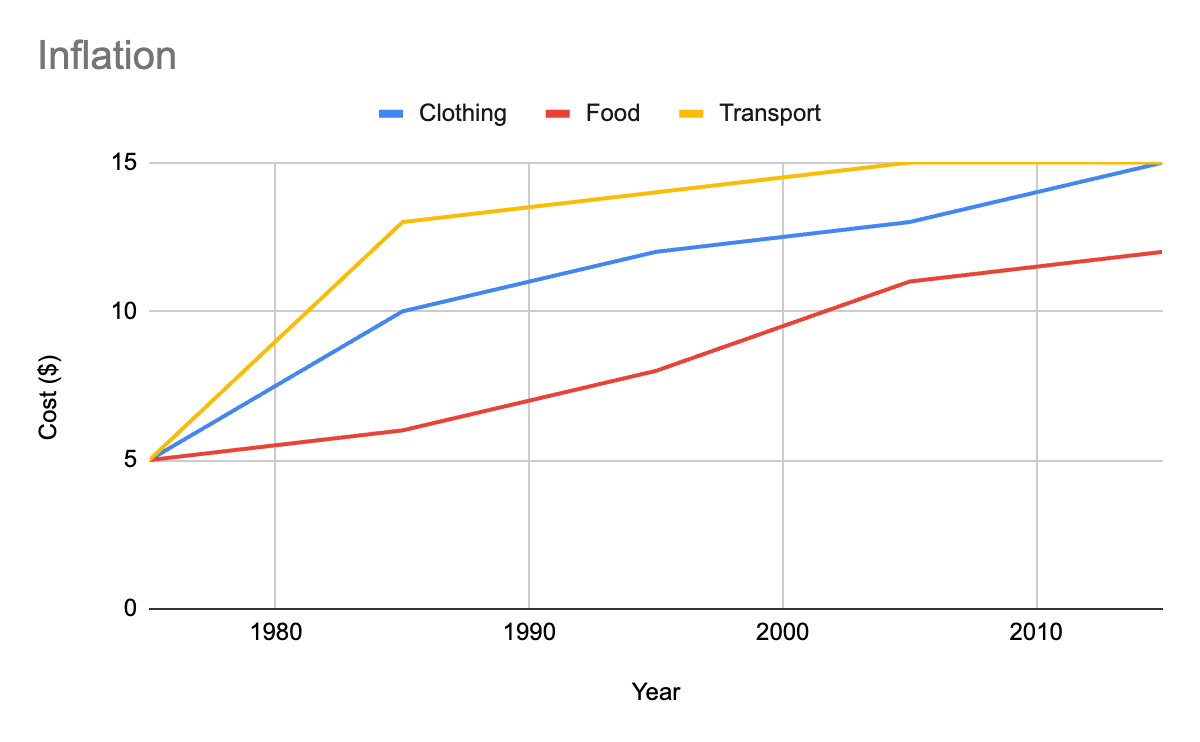 Inflation
Clothing Food Transport
15
10
5
0
Cost ($)
1980 1990 2000 2010
Year